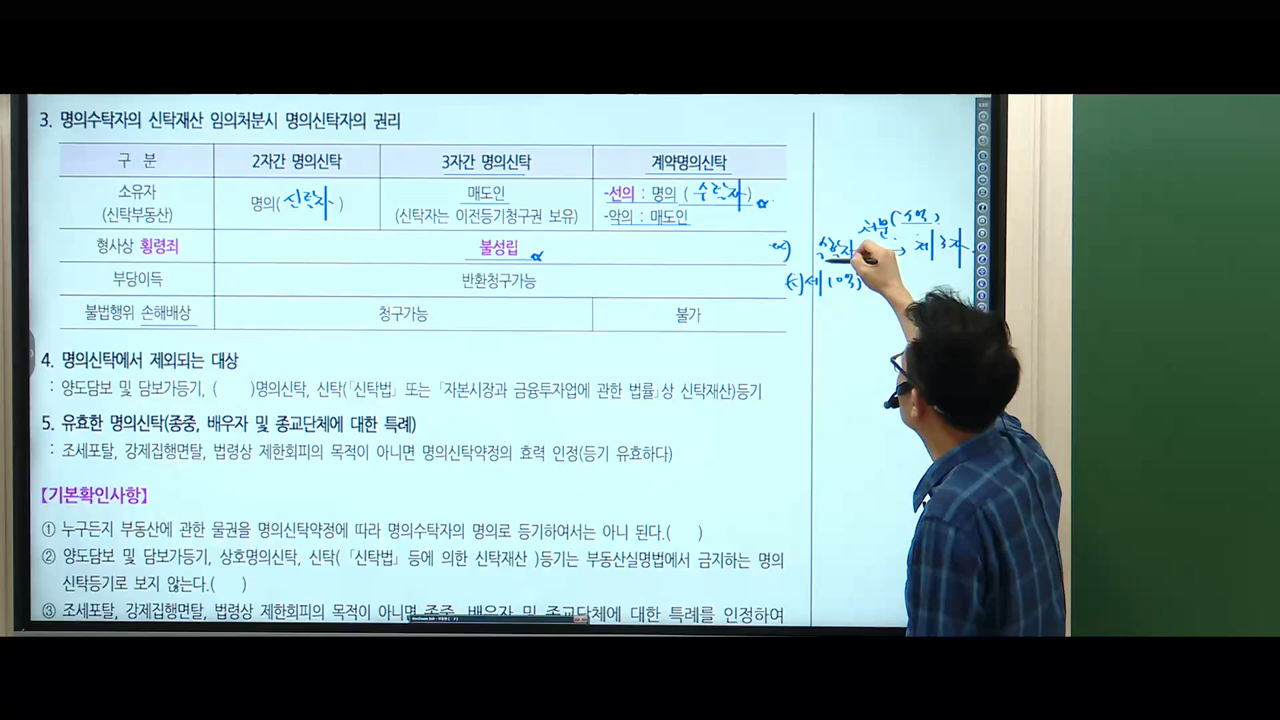 3. 명의수탁자의 신탁재산 임의처분시 명의신탁자의 권리
구 분 2자간 명의신탁 3자간 명의신탁 계약명의신탁
소유자 (신탁부동산) 명의(신탁자) 매도인 (신탁자는 이전등기청구권 보유) -선의 : 명의 (수탁자) -악의 : 매도인
형사상 횡령죄 불성립
부당이득 반환청구가능
불법행위 손해배상 청구가능 불가
처분
수탁자 → 제3자
4. 명의신탁에서 제외되는 대상
: 양도담보 및 담보가등기, ( )명의신탁, 신탁(「신탁법」 또는 「자본시장과 금융투자업에 관한 법률」상 신탁재산)등기
5. 유효한 명의신탁(종중, 배우자 및 종교단체에 대한 특례)
: 조세포탈, 강제집행면탈, 법령상 제한회피의 목적이 아니면 명의신탁약정의 효력 인정(등기 유효하다)
【기본확인사항】
① 누구든지 부동산에 관한 물권을 명의신탁약정에 따라 명의수탁자의 명의로 등기하여서는 아니 된다.( )
② 양도담보 및 담보가등기, 상호명의신탁, 신탁( 「신탁법」 등에 의한 신탁재산 )등기는 부동산실명법에서 금지하는 명의
신탁등기로 보지 않는다.( )
③ 조세포탈, 강제집행면탈, 법령상 제한회피의 목적이 아니면 종중, 배우자 및 종교단체에 대한 특례를 인정하여